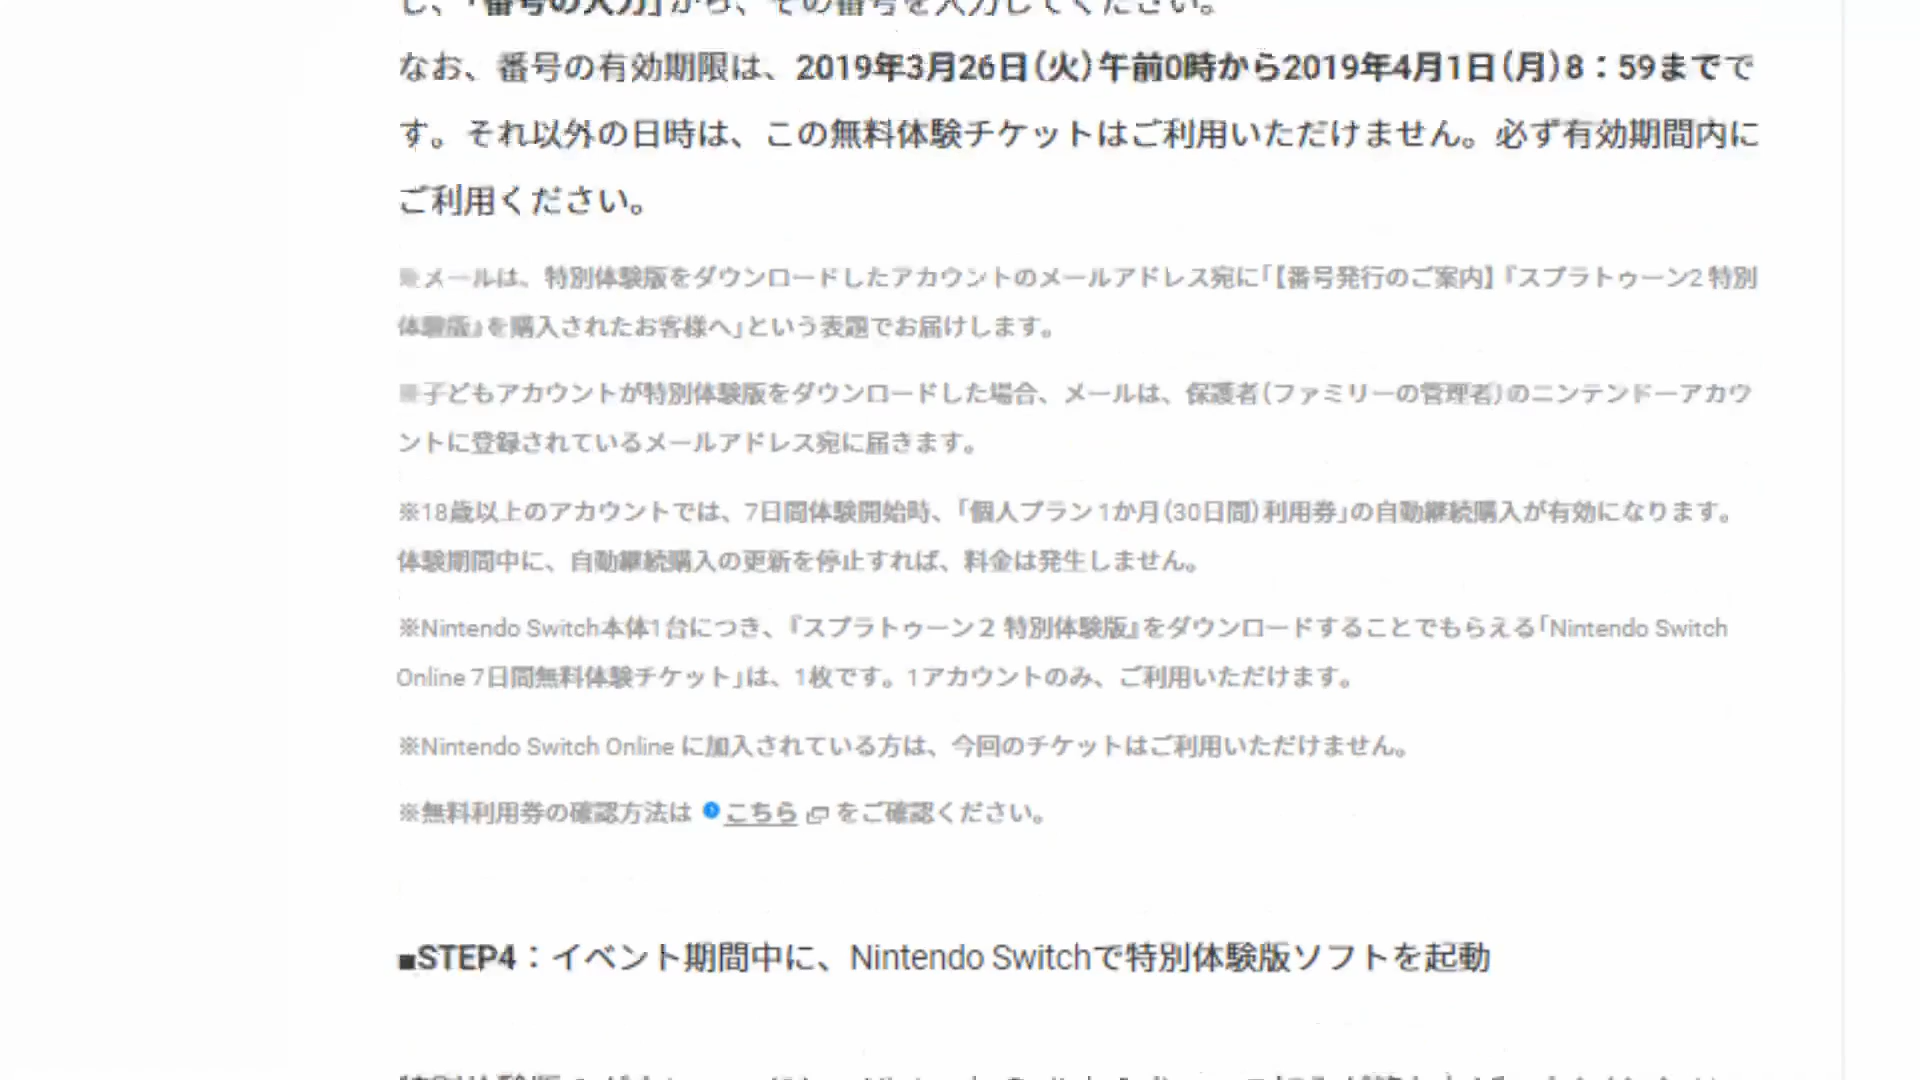 し、「番号の入力」から、その番号を入力してください。
なお、番号の有効期限は、2019年3月26日(火)午前0時から2019年4月1日(月)8：59までで
す。それ以外の日時は、この無料体験チケットはご利用いただけません。必ず有効期間内に
ご利用ください。
※メールは、特別体験版をダウンロードしたアカウントのメールアドレス宛に「【番号発行のご案内】『スプラトゥーン2 特別
体験版』を購入されたお客様へ」という表題でお届けします。
※子どもアカウントが特別体験版をダウンロードした場合、メールは、保護者(ファミリーの管理者)のニンテンドーアカウ
ントに登録されているメールアドレス宛に届きます。
※18歳以上のアカウントでは、7日間体験開始時、「個人プラン 1か月(30日間)利用券」の自動継続購入が有効になります。
体験期間中に、自動継続購入の更新を停止すれば、料金は発生しません。
※Nintendo Switch本体1台につき、『スプラトゥーン２ 特別体験版』をダウンロードすることでもらえる「Nintendo Switch
Online 7日間無料体験チケット」は、1枚です。1アカウントのみ、ご利用いただけます。
※Nintendo Switch Online に加入されている方は、今回のチケットはご利用いただけません。
※無料利用券の確認方法は こちら をご確認ください。
■STEP4：イベント期間中に、Nintendo Switchで特別体験版ソフトを起動